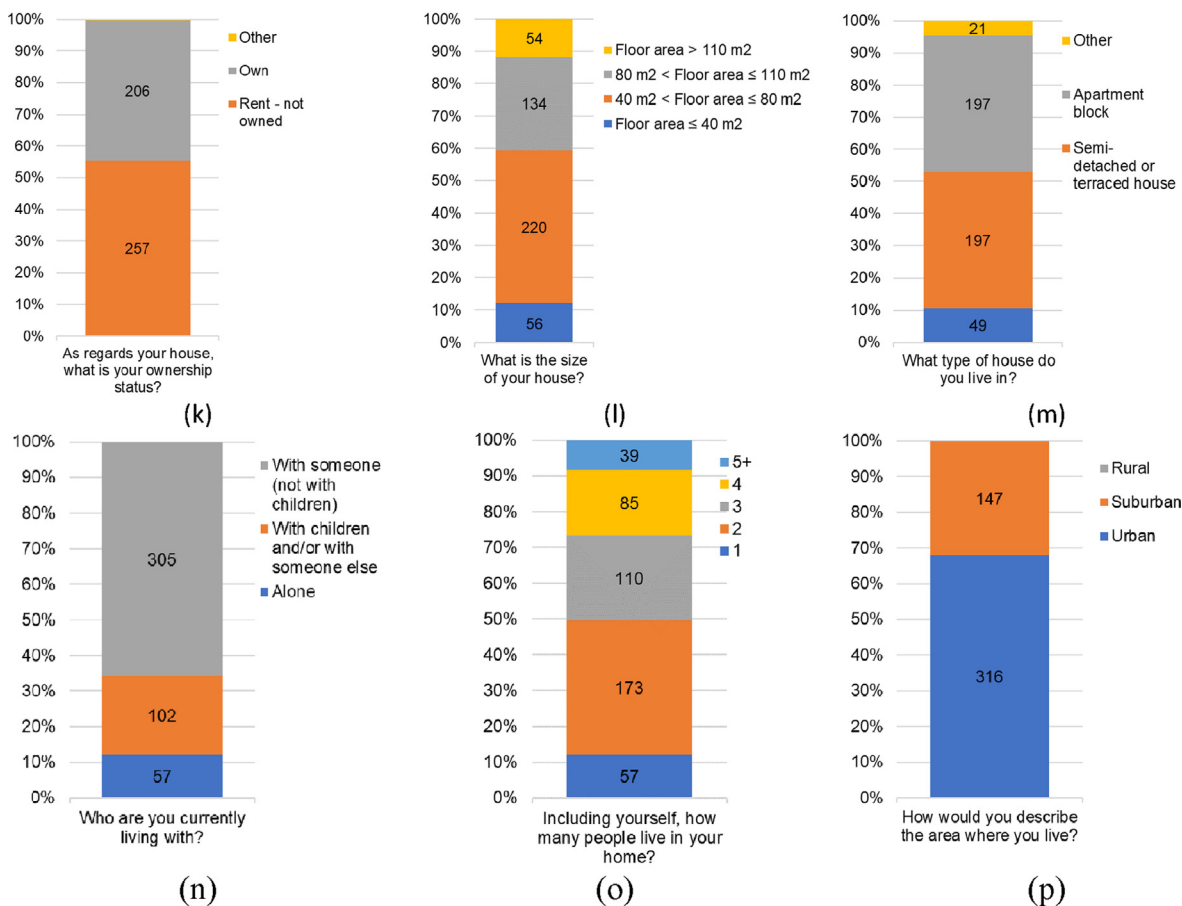 100%
90%
80%
70%
60%
50%
40%
30%
20%
10%
0%
206
257
Other
Own
Rent - not
owned
As regards your house,
what is your ownership
status?
(k)
100%
90%
80%
70%
60%
50%
40%
30%
20%
10%
0%
54
134
220
56
Floor area > 110 m2
80 m2 < Floor area ≤ 110 m2
40 m2 < Floor area ≤ 80 m2
Floor area ≤ 40 m2
What is the size
of your house?
(l)
100%
90%
80%
70%
60%
50%
40%
30%
20%
10%
0%
21
197
197
49
Other
Apartment
block
Semi-
detached or
terraced house
What type of house do
you live in?
(m)
100%
90%
80%
70%
60%
50%
40%
30%
20%
10%
0%
305
102
57
With someone
(not with
children)
With children
and/or with
someone else
Alone
Who are you currently
living with?
(n)
100%
90%
80%
70%
60%
50%
40%
30%
20%
10%
0%
39
85
110
173
57
5+
4
3
2
1
Including yourself, how
many people live in your
home?
(o)
100%
90%
80%
70%
60%
50%
40%
30%
20%
10%
0%
147
316
Rural
Suburban
Urban
How would you describe
the area where you live?
(p)